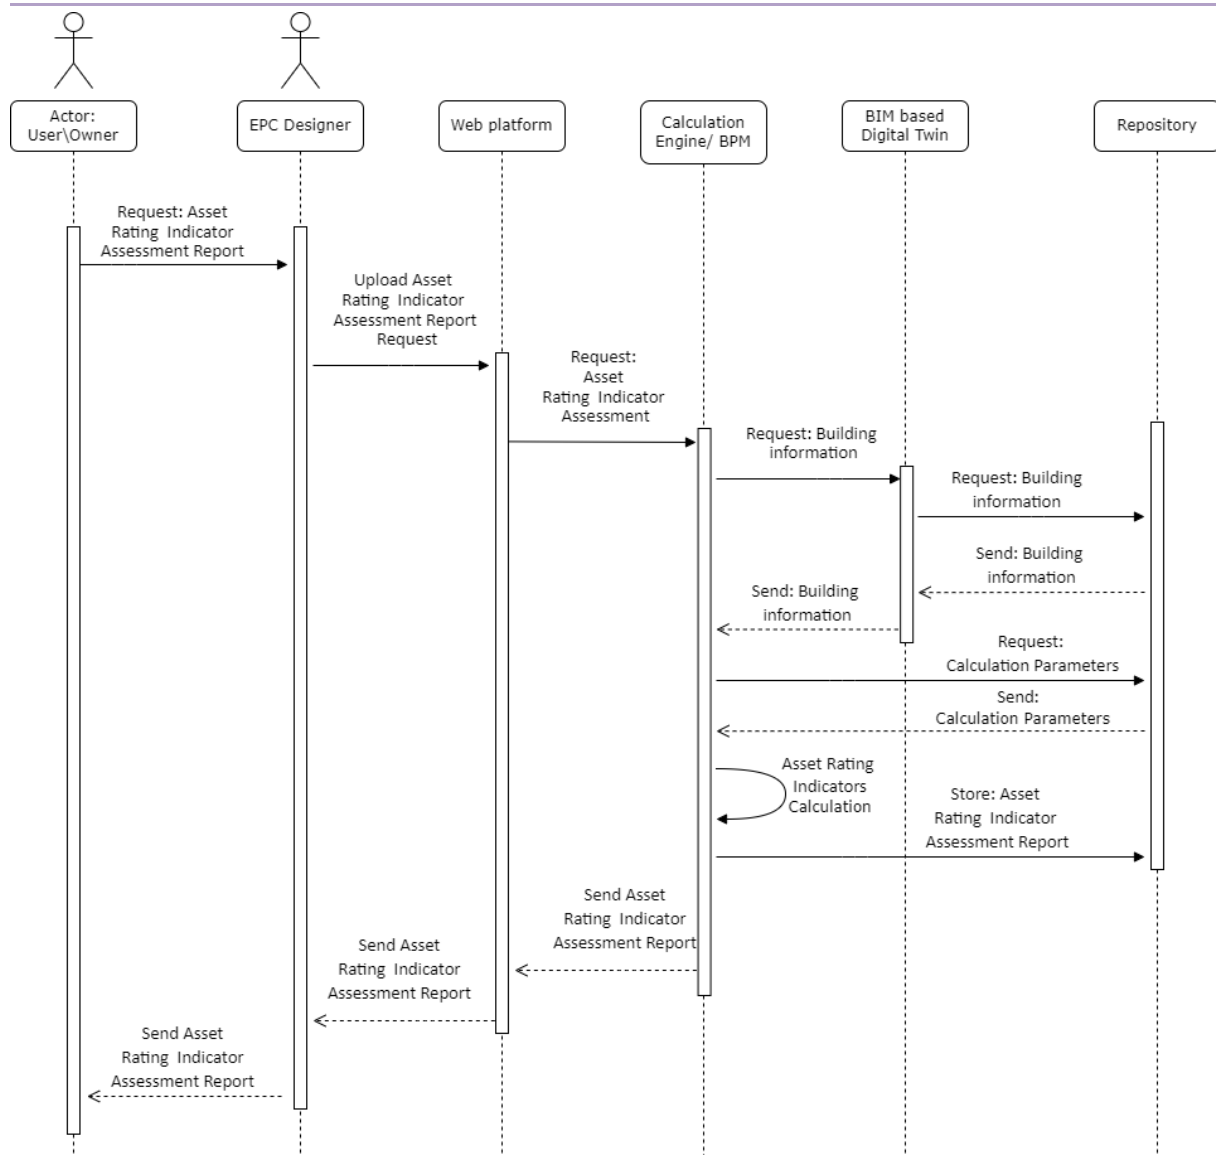 Actor:
User\Owner
EPC Designer
Web platform
Calculation
Engine/ BPM
BIM based
Digital Twin
Repository
Request: Asset
Rating Indicator
Assessment Report
Upload Asset
Rating Indicator
Assessment Report
Request
Request:
Asset
Rating Indicator
Assessment
Request: Building
information
Request: Building
information
Send: Building
information
Send: Building
information
Request:
Calculation Parameters
Send:
Calculation Parameters
Asset Rating
Indicators
Calculation
Store: Asset
Rating Indicator
Assessment Report
Send Asset
Rating Indicator
Assessment Report
Send Asset
Rating Indicator
Assessment Report
Send Asset
Rating Indicator
Assessment Report